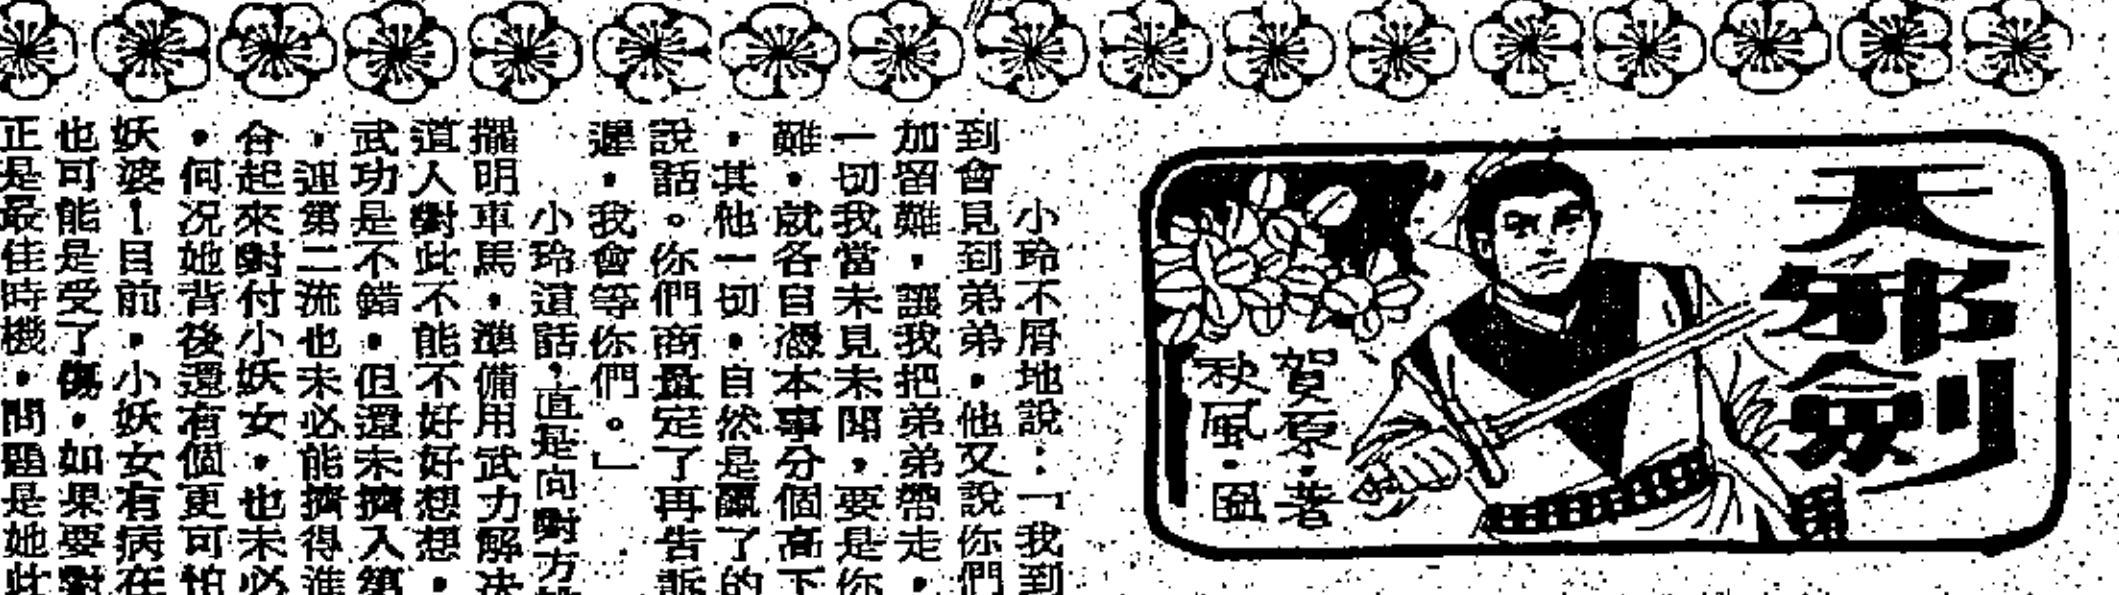 天邪劍
賀原·著
秋風·圖
小玲不屑地說：「我到
到會見到弟弟，他又說你們
加留難，讓我把弟弟帶走，
一切我當未見未聞，要是你
難，就各自憑本事分個高下
，其他一切，自然是贏了的
說話。你們商量定了再告訴
遲，我會等你們。」
小玲這話，直是向對方
擺明車馬，準備用武力解决
道人對此不能不好好想想，
武功是不錯，但還未擠入第
，連第二流也未必能擠得進
合起來對付小妖女，也未必
，何况她背後還有個更可怕
妖婆！目前，小妖女有病在
也可能是受了傷，如果要對
正是最佳時機，問題是她此